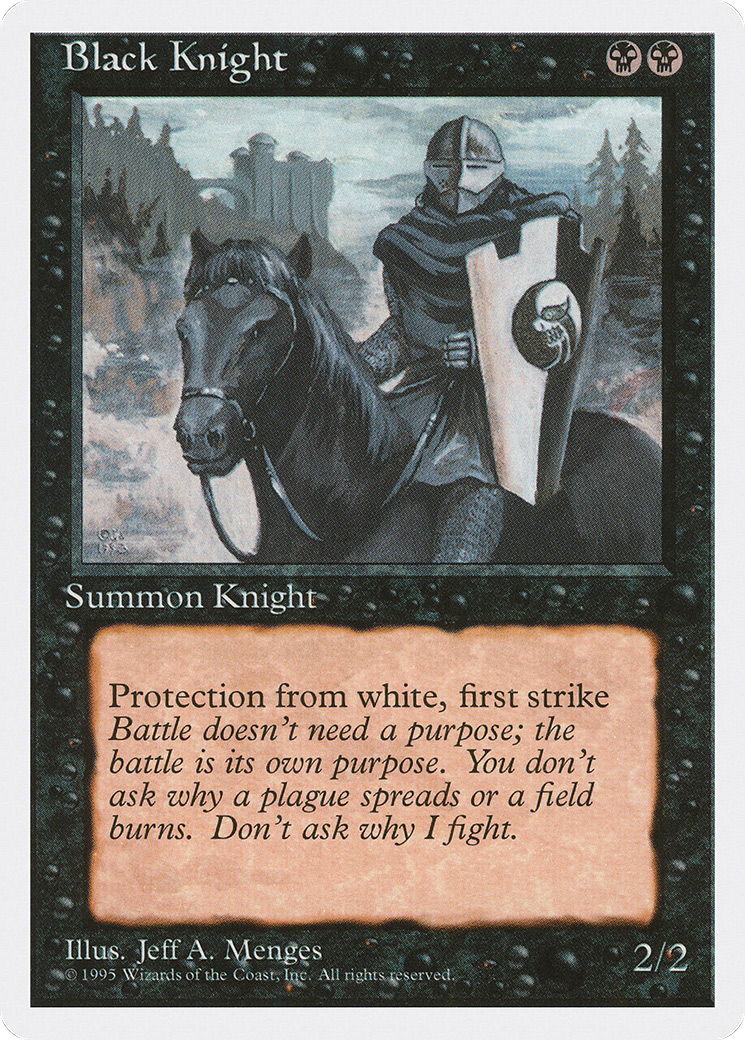 Black Knight
Summon Knight
Protection from white, first strike
Battle doesn't need a purpose; the
battle is its own purpose.  You don't
ask why a plague spreads or a field
burns.  Don't ask why I fight.
Illus. Jeff A. Menges
© 1995 Wizards of the Coast, Inc. All rights reserved.
2/2